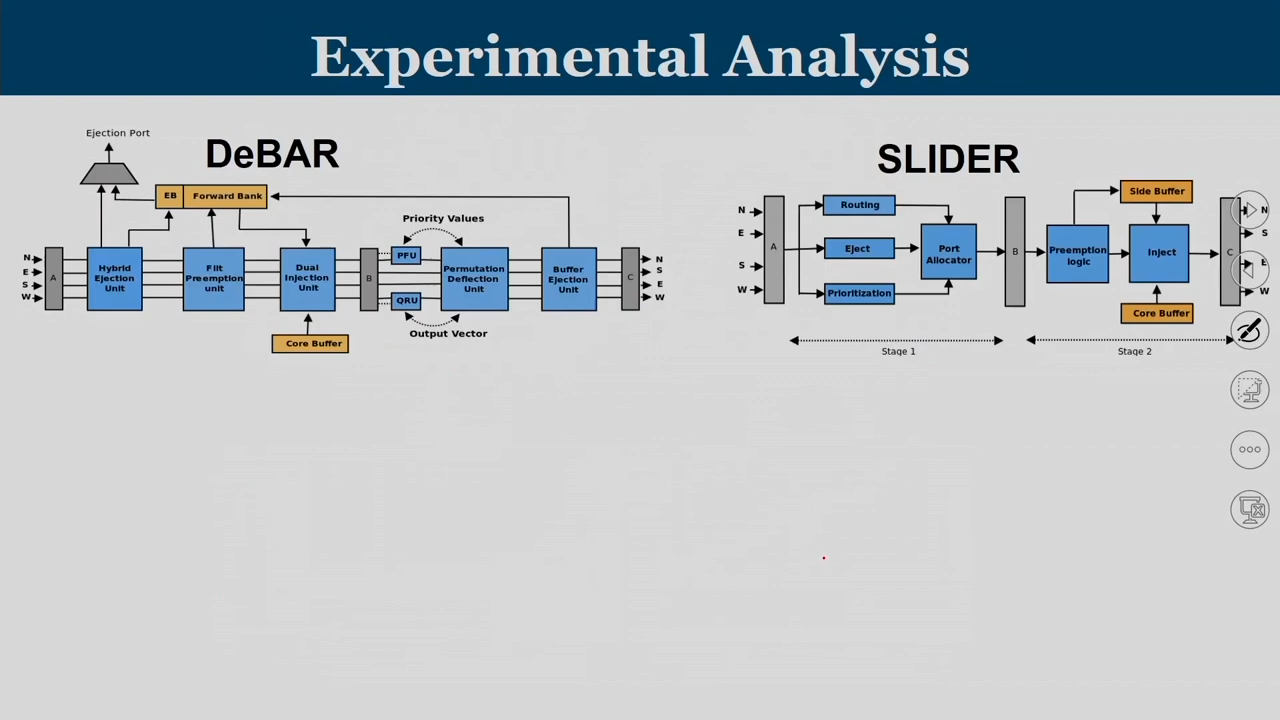 Experimental Analysis
Ejection Port
DeBAR
EB
Forward Bank
Priority Values
N
E
S
W
A
Hybrid
Ejection
Unit
Flit
Preemption
unit
Dual
Injection
Unit
B
PFU
QRU
Permutation
Deflection
Unit
Buffer
Ejection
Unit
C
N
S
E
W
Output Vector
Core Buffer
SLIDER
N
E
S
W
A
Routing
Eject
Prioritization
Port
Allocator
B
Preemption
logic
Side Buffer
Inject
Core Buffer
C
N
S
E
W
Stage 1
Stage 2